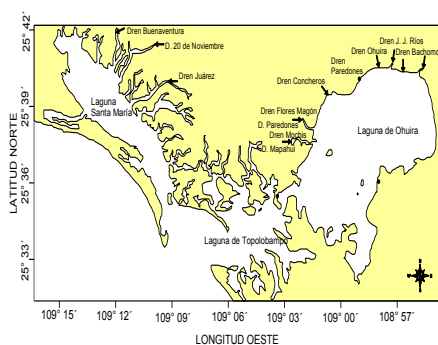 25° 42'
Dren Buenaventura
D. 20 de Noviembre
Dren Juárez
Dren J. J. Ríos
Dren Ohuira
Dren Bachomo
Dren
Paredones
Dren Concheros
25° 39'
Laguna
Santa María
Dren Flores Magón
D. Paredones
Dren Mochis
D. Mapahui
Laguna de Ohuira
25° 36'
LATITUD NORTE
Laguna de Topolobampo
25° 33'
109° 15'
109° 12'
109° 09'
109° 06'
109° 03'
109° 00'
108° 57'
LONGITUD OESTE